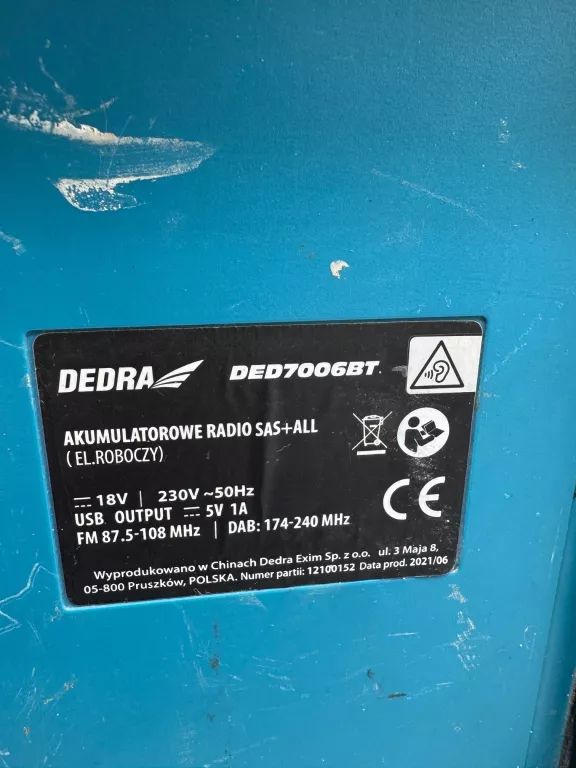 DEDRA DED7006BT
AKUMULATOROWE RADIO SAS+ALL
(EL.ROBOCZY)
18V | 230V ~50Hz
USB OUTPUT 5V 1A
FM 87.5-108 MHz | DAB: 174-240 MHz
CE
Wyprodukowano w Chinach Dedra Exim Sp. z o.o. ul. 3 Maja 8,
05-800 Pruszków, POLSKA. Numer partii: 12100152 Data prod. 2021/06